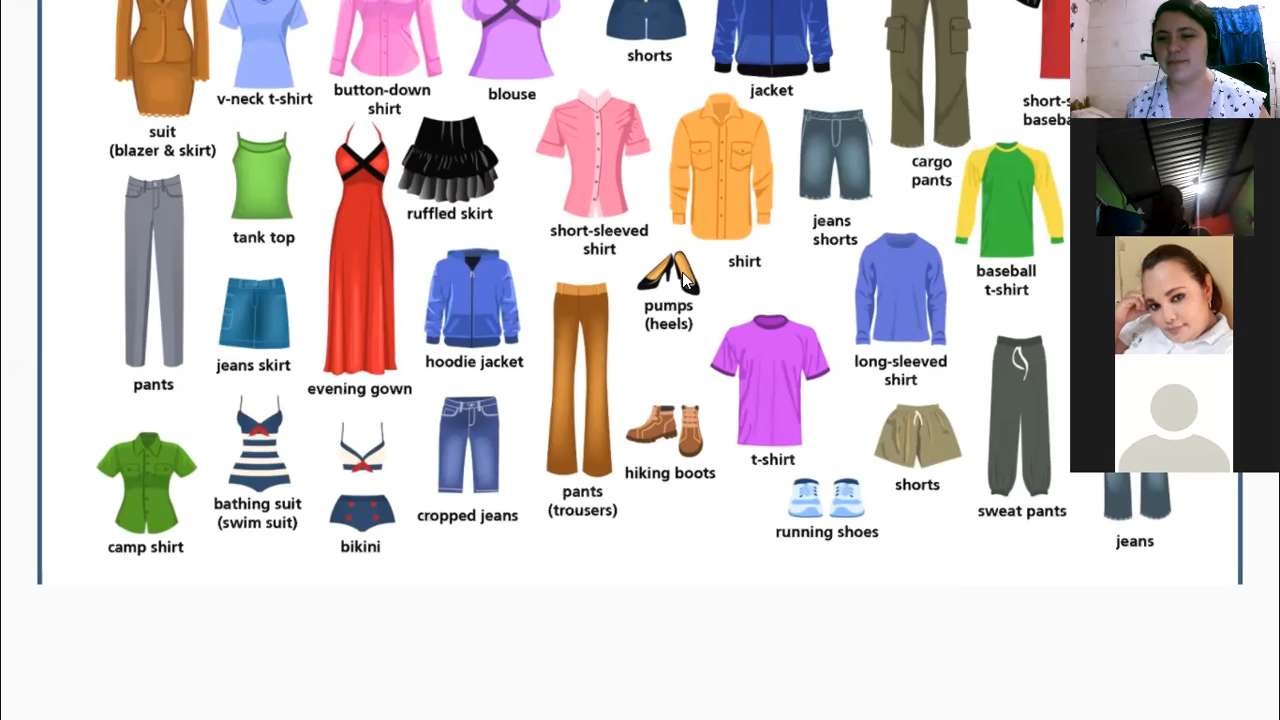 shorts
jacket
button-down
shirt
blouse
v-neck t-shirt
suit
(blazer & skirt)
cargo
pants
ruffled skirt
jeans
shorts
tank top
short-sleeved
shirt
shirt
baseball
t-shirt
pumps
(heels)
jeans skirt
hoodie jacket
long-sleeved
shirt
pants
evening gown
t-shirt
hiking boots
shorts
pants
(trousers)
bathing suit
(swim suit)
cropped jeans
sweat pants
running shoes
camp shirt
bikini
jeans